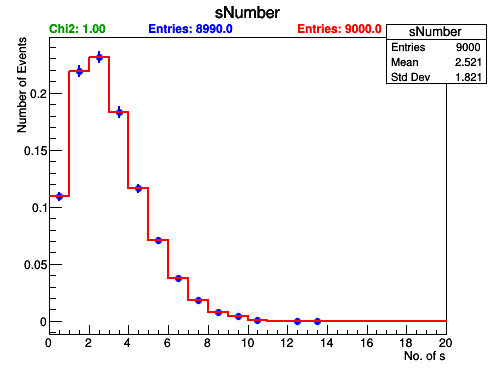 sNumber
Chi2: 1.00 Entries: 8990.0 Entries: 9000.0
sNumber
Entries 9000
Mean 2.521
Std Dev 1.821
Number of Events
0.2
0.15
0.1
0.05
0
0 2 4 6 8 10 12 14 16 18 20
No. of s